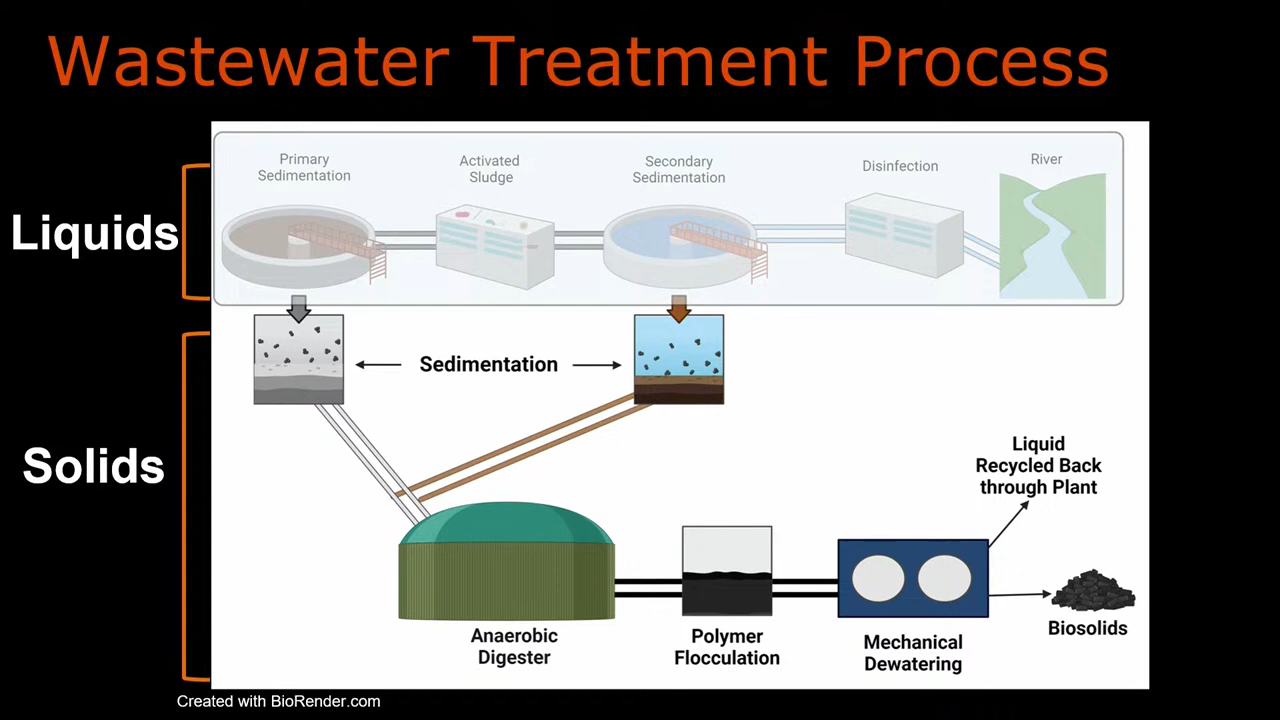 Wastewater Treatment Process
Liquids
Primary
Sedimentation
Activated
Sludge
Secondary
Sedimentation
Disinfection
River
Solids
Sedimentation
Liquid
Recycled Back
through Plant
Anaerobic
Digester
Polymer
Flocculation
Mechanical
Dewatering
Biosolids
Created with BioRender.com